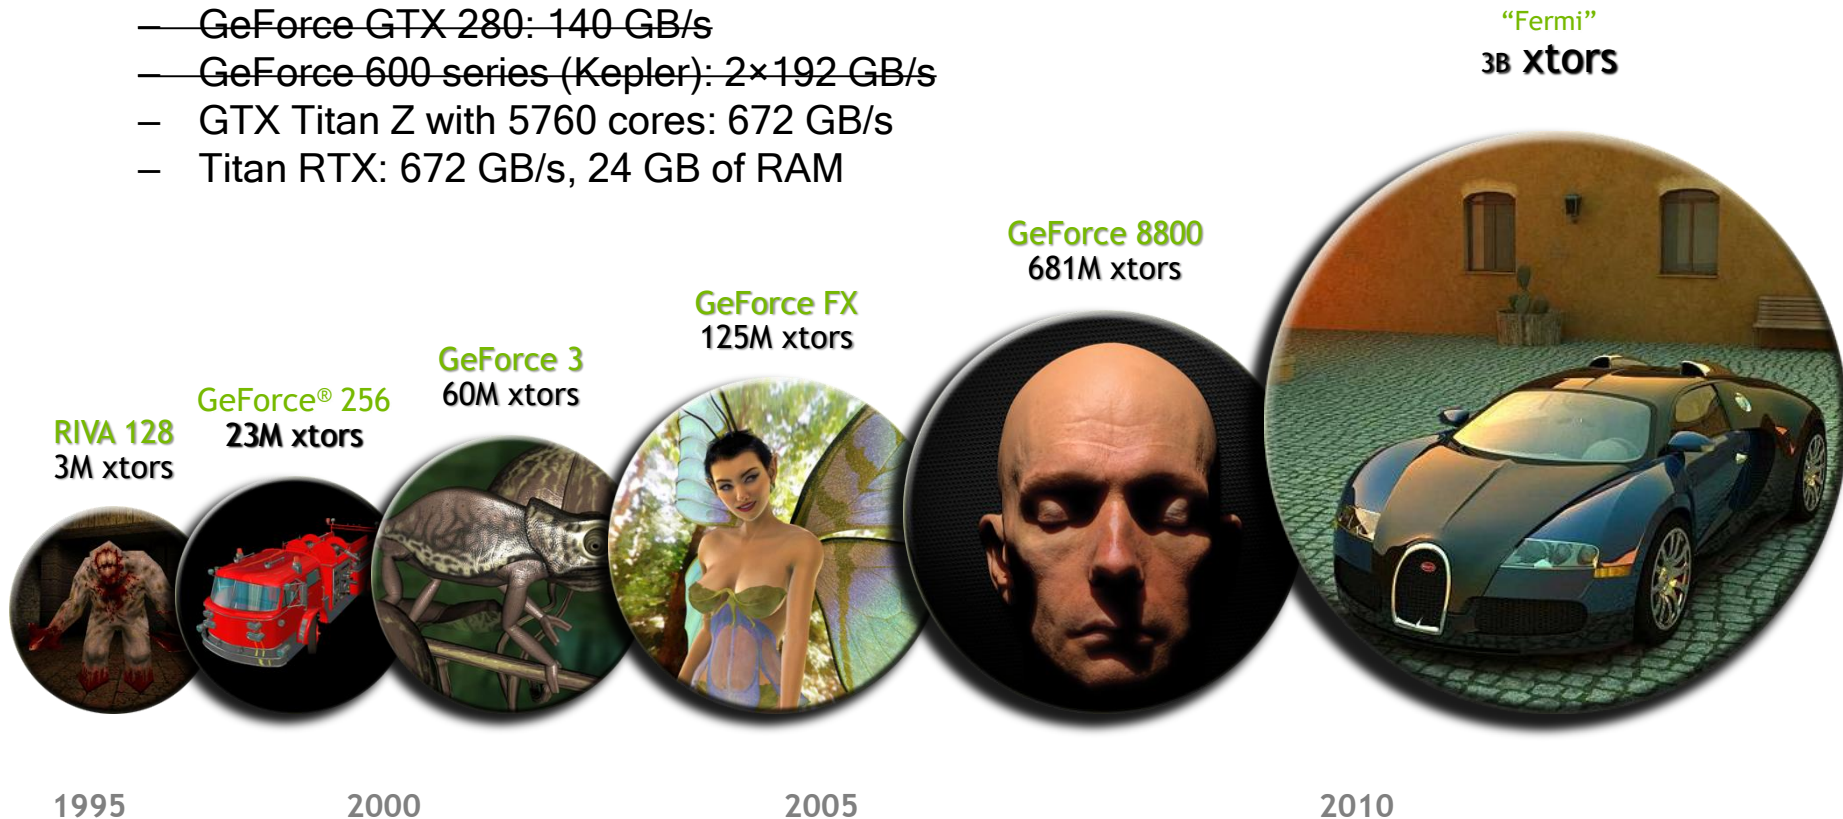 – GeForce GTX 280: 140 GB/s
– GeForce 600 series (Kepler): 2×192 GB/s
– GTX Titan Z with 5760 cores: 672 GB/s
– Titan RTX: 672 GB/s, 24 GB of RAM
“Fermi”
3B xtors
GeForce 8800
681M xtors
GeForce FX
125M xtors
GeForce 3
60M xtors
GeForce® 256
23M xtors
RIVA 128
3M xtors
1995 2000 2005 2010